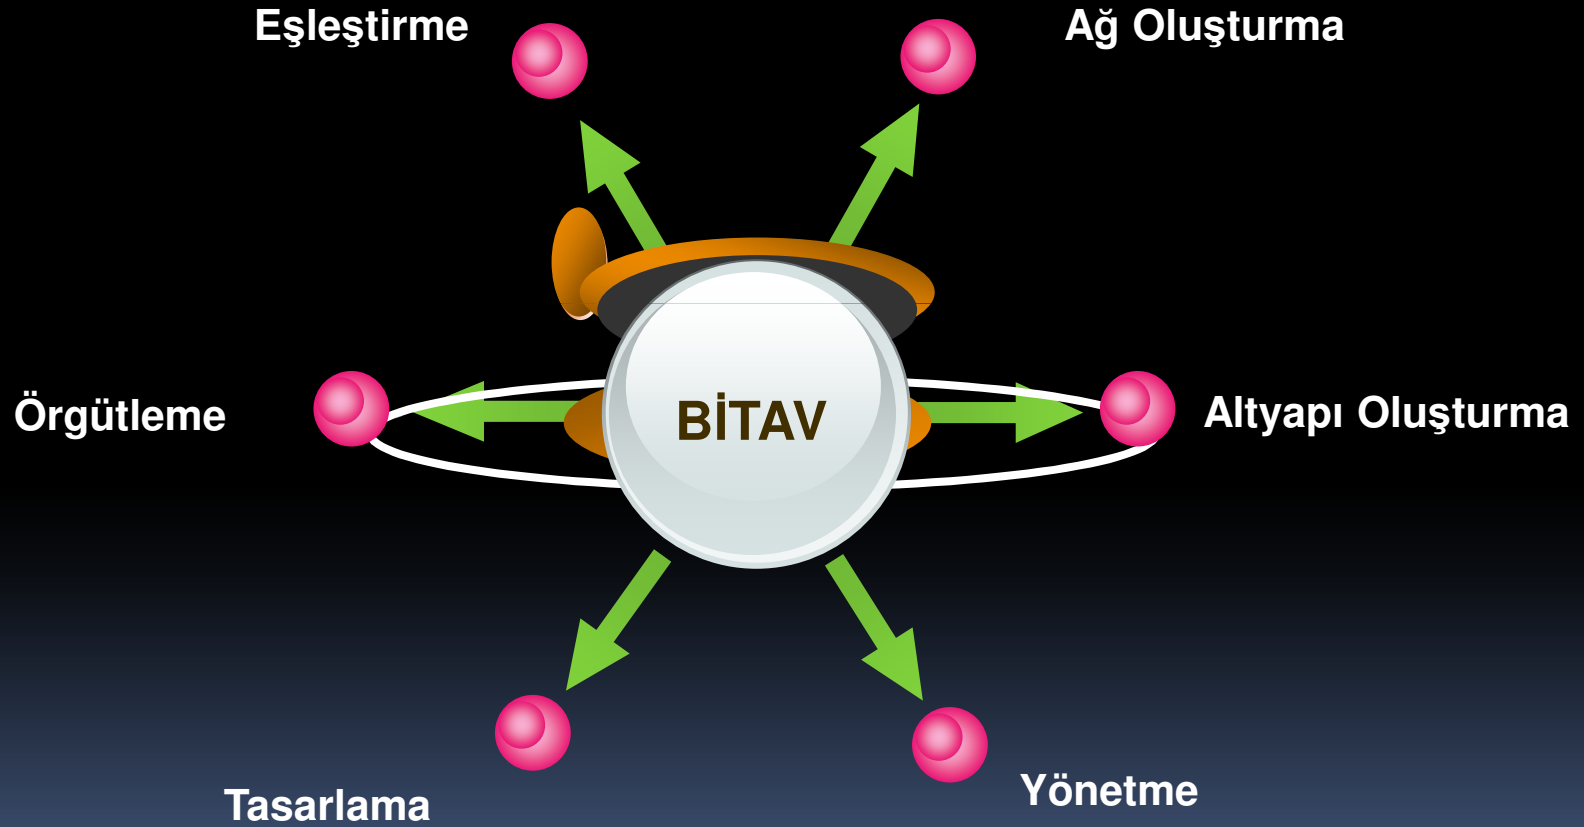 Eşleştirme
Ağ Oluşturma
Örgütleme
BİTAV
Altyapı Oluşturma
Tasarlama
Yönetme